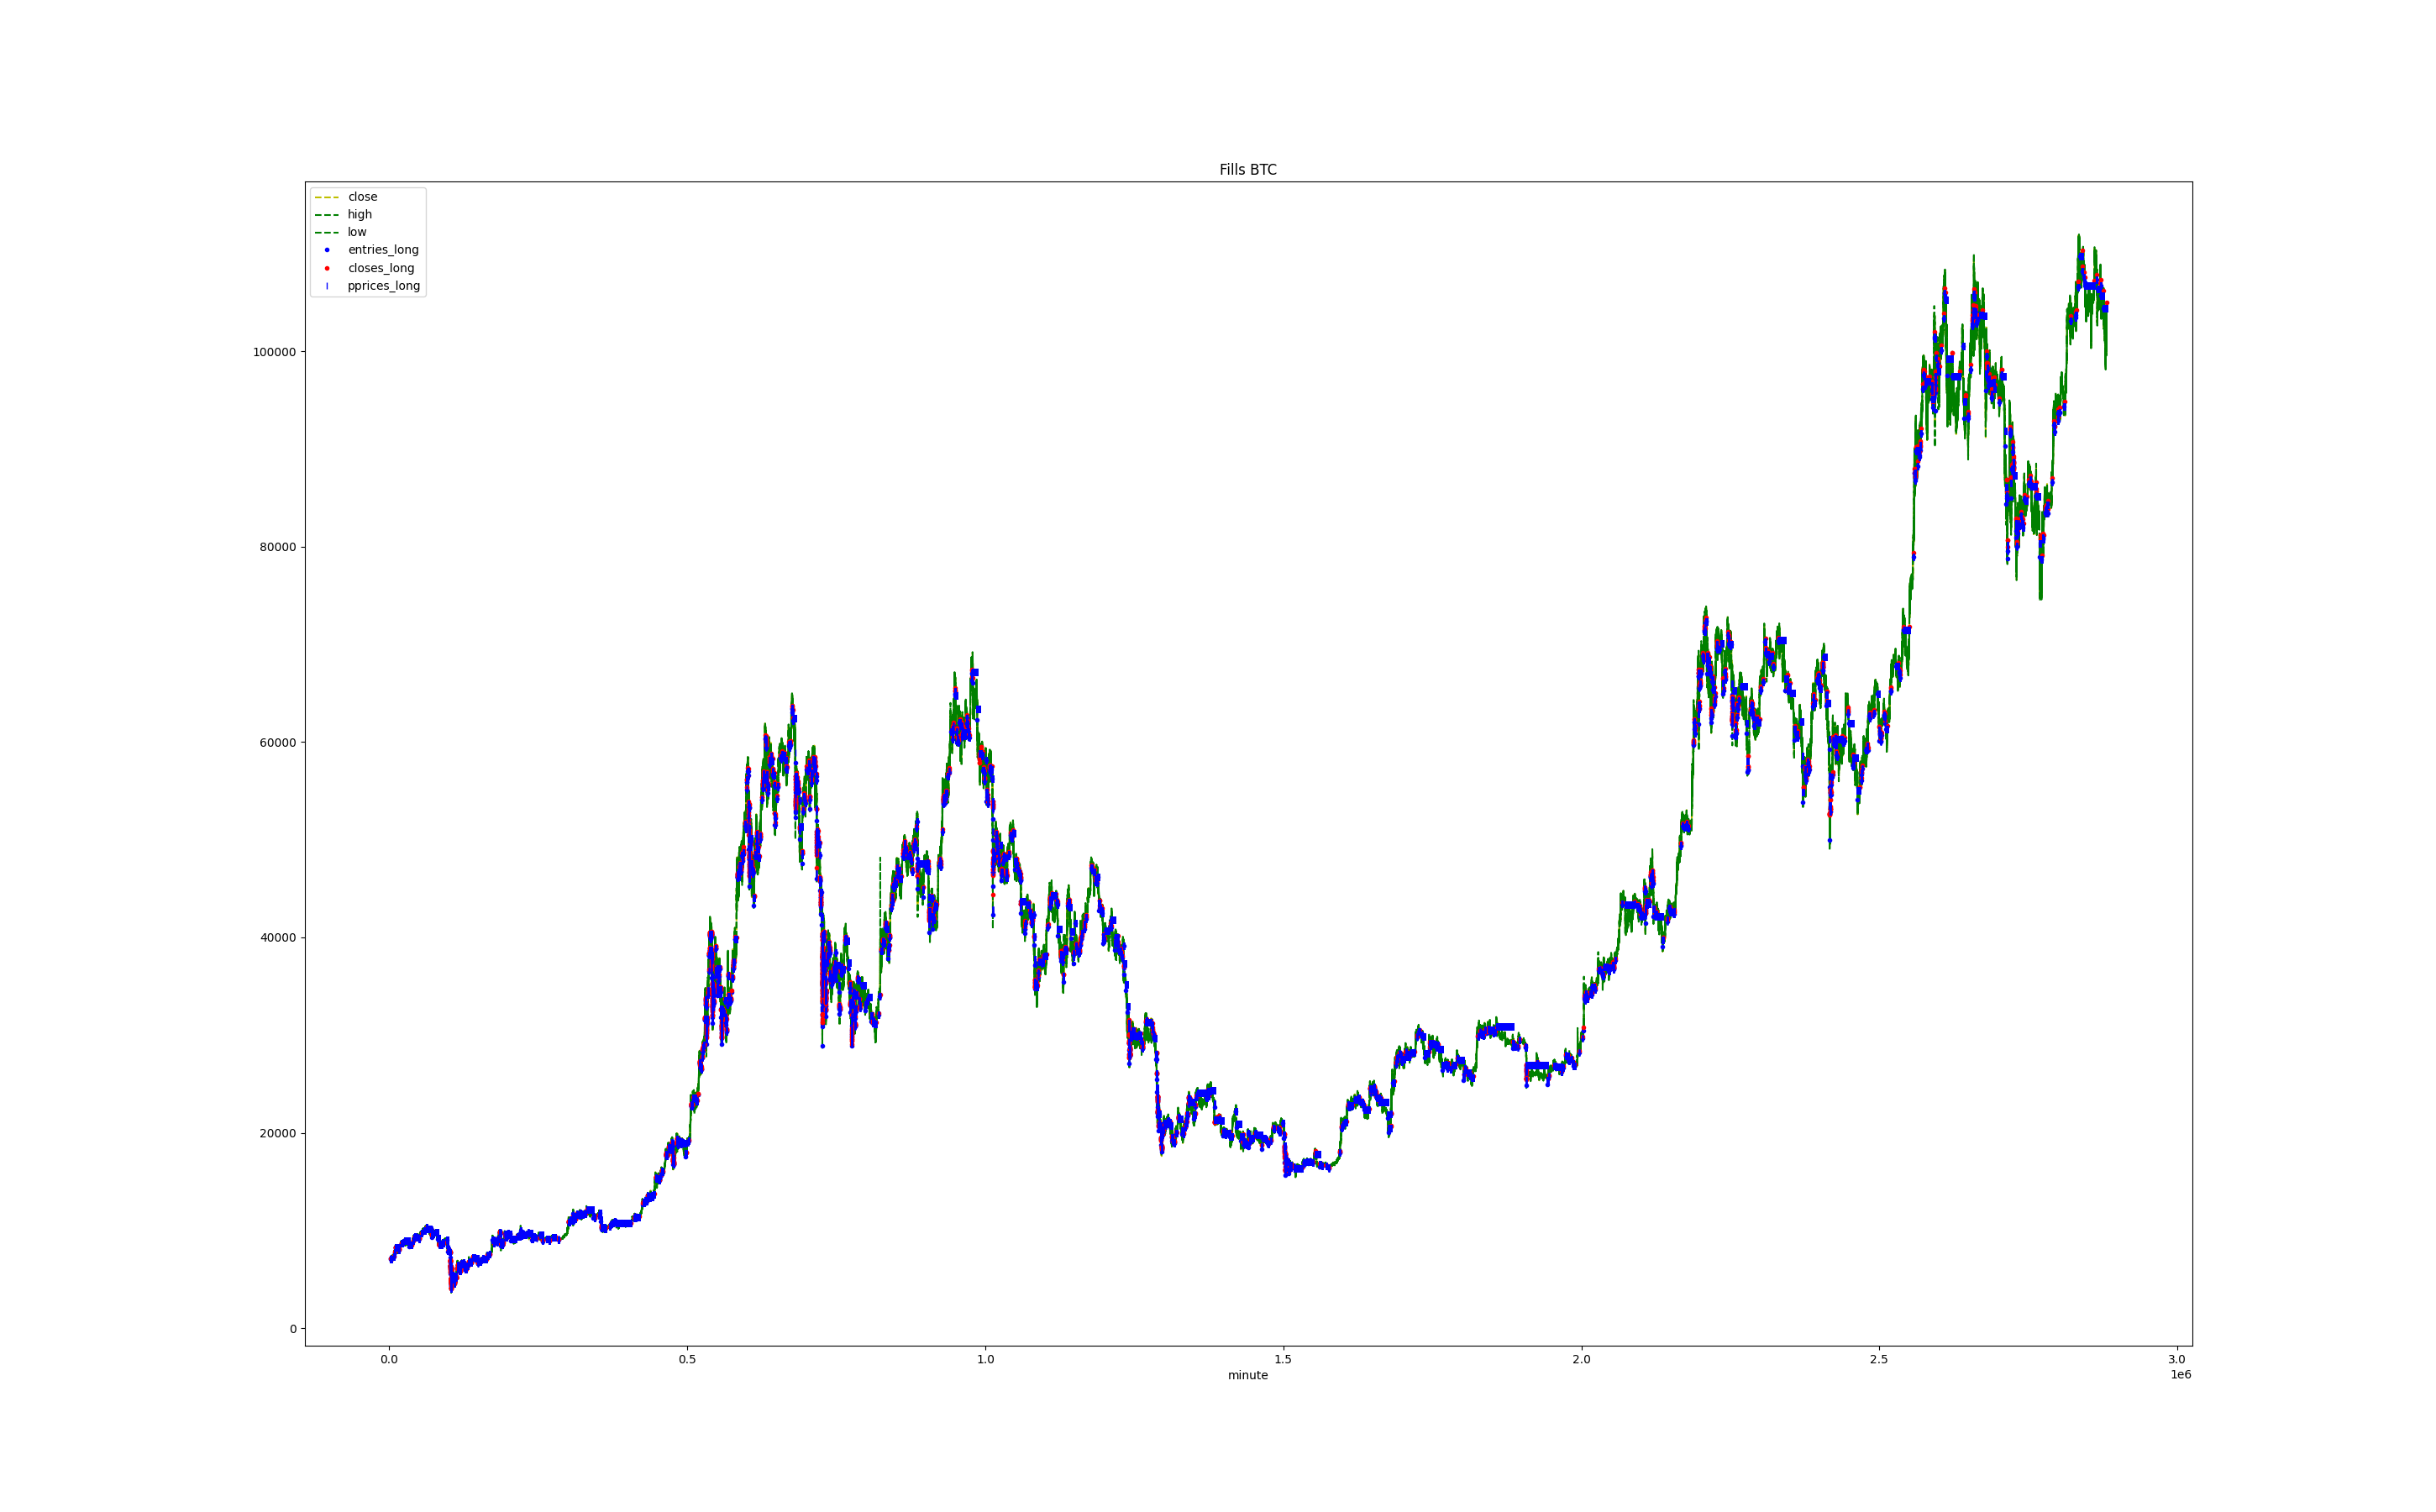 Fills BTC
close
high
low
entries_long
closes_long
pprices_long
100000
80000
60000
40000
20000
0
0.0 0.5 1.0 1.5 2.0 2.5 3.0
minute 1e6